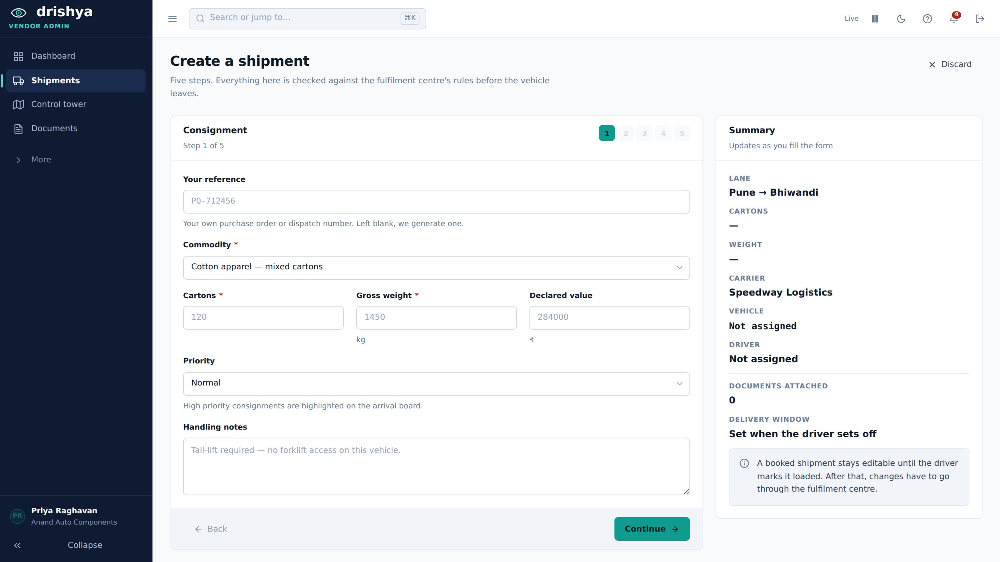 drishya
VENDOR ADMIN
Dashboard
Shipments
Control tower
Documents
More
Priya Raghavan
PR
Anand Auto Components
Collapse
Search or jump to...
⌘K
Live
4
Create a shipment
Discard
Five steps. Everything here is checked against the fulfilment centre's rules before the vehicle
leaves.
Consignment
Step 1 of 5
1 2 3 4 5
Your reference
PO-712456
Your own purchase order or dispatch number. Left blank, we generate one.
Commodity *
Cotton apparel — mixed cartons
Cartons * Gross weight * Declared value
120 1450 284000
kg ₹
Priority
Normal
High priority consignments are highlighted on the arrival board.
Handling notes
Tail-lift required — no forklift access on this vehicle.
Back
Continue
Summary
Updates as you fill the form
LANE
Pune → Bhiwandi
CARTONS
—
WEIGHT
—
CARRIER
Speedway Logistics
VEHICLE
Not assigned
DRIVER
Not assigned
DOCUMENTS ATTACHED
0
DELIVERY WINDOW
Set when the driver sets off
A booked shipment stays editable until the driver
marks it loaded. After that, changes have to go
through the fulfilment centre.